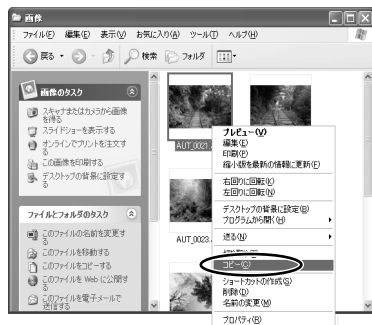 画像
ファイル(F) 編集(E) 表示(V) お気に入り(A) ツール(T) ヘルプ(H)
戻る 検索 フォルダ
画像のタスク
スキャナまたはカメラから画像
を得る
スライドショーを表示する
オンラインでプリントを注文す
る
この画像を印刷する
デスクトップの背景に設定す
る
ファイルとフォルダのタスク
このファイルの名前を変更す
る
このファイルを移動する
このファイルをコピーする
このファイルを Web に公開す
る
このファイルを電子メールで
送信する
AUT_0021.
AUT_0023.
プレビュー(V)
編集(E)
印刷(P)
縮小版を最新の情報に更新(F)
右回りに回転(K)
左回りに回転(N)
デスクトップの背景に設定(B)
プログラムから開く(H)
送る(N)
コピー(C)
ショートカットの作成(S)
削除(D)
名前の変更(M)
プロパティ(R)